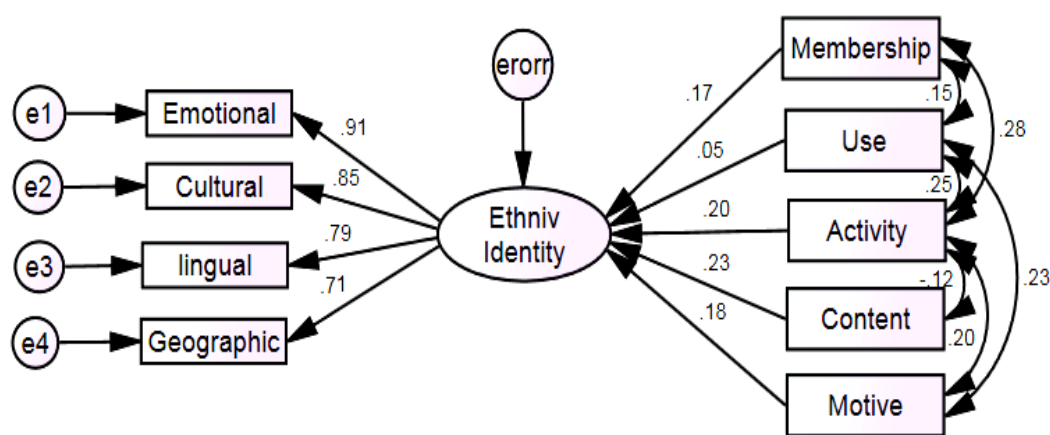 erorr
Membership
e1
Emotional
.91
.17
.15
Use
.28
.05
e2
Cultural
.85
.25
Ethniv
Identity
.20
Activity
.79
e3
lingual
.23
-.12
.23
.71
.18
Content
.20
e4
Geographic
Motive